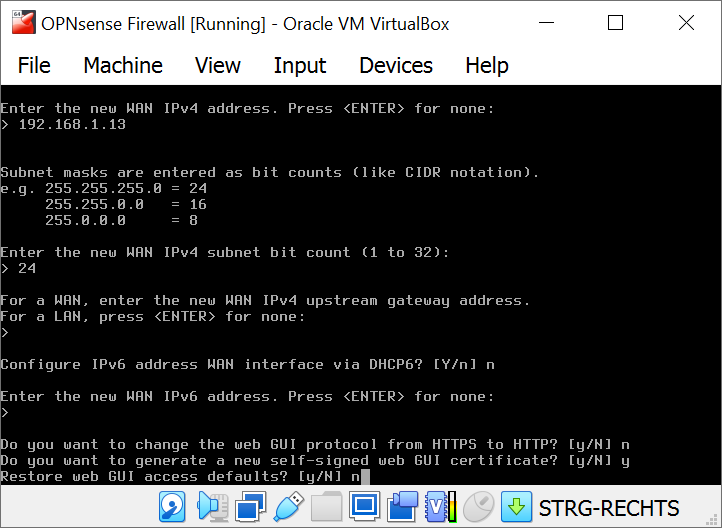 OPNsense Firewall [Running] - Oracle VM VirtualBox
File Machine View Input Devices Help
Enter the new WAN IPv4 address. Press <ENTER> for none:
> 192.168.1.13
Subnet masks are entered as bit counts (like CIDR notation).
e.g. 255.255.255.0 = 24
255.255.0.0 = 16
255.0.0.0 = 8
Enter the new WAN IPv4 subnet bit count (1 to 32):
> 24
For a WAN, enter the new WAN IPv4 upstream gateway address.
For a LAN, press <ENTER> for none:
>
Configure IPv6 address WAN interface via DHCP6? [Y/n] n
Enter the new WAN IPv6 address. Press <ENTER> for none:
>
Do you want to change the web GUI protocol from HTTPS to HTTP? [y/N] n
Do you want to generate a new self-signed web GUI certificate? [y/N] y
Restore web GUI access defaults? [y/N] n
STRG-RECHTS